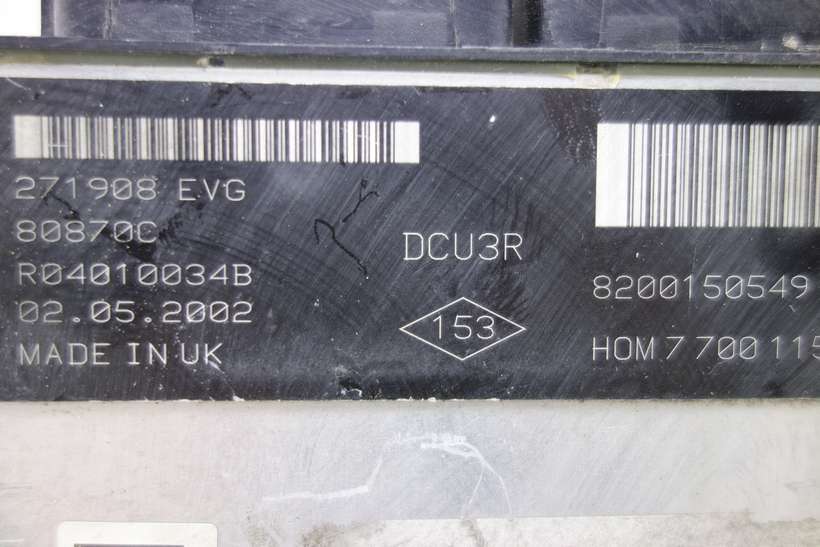 271908 EVG
80870C
R04010034B
02.05.2002
MADE IN UK
DCU3R
153
8200150549
HOM 7 700 115